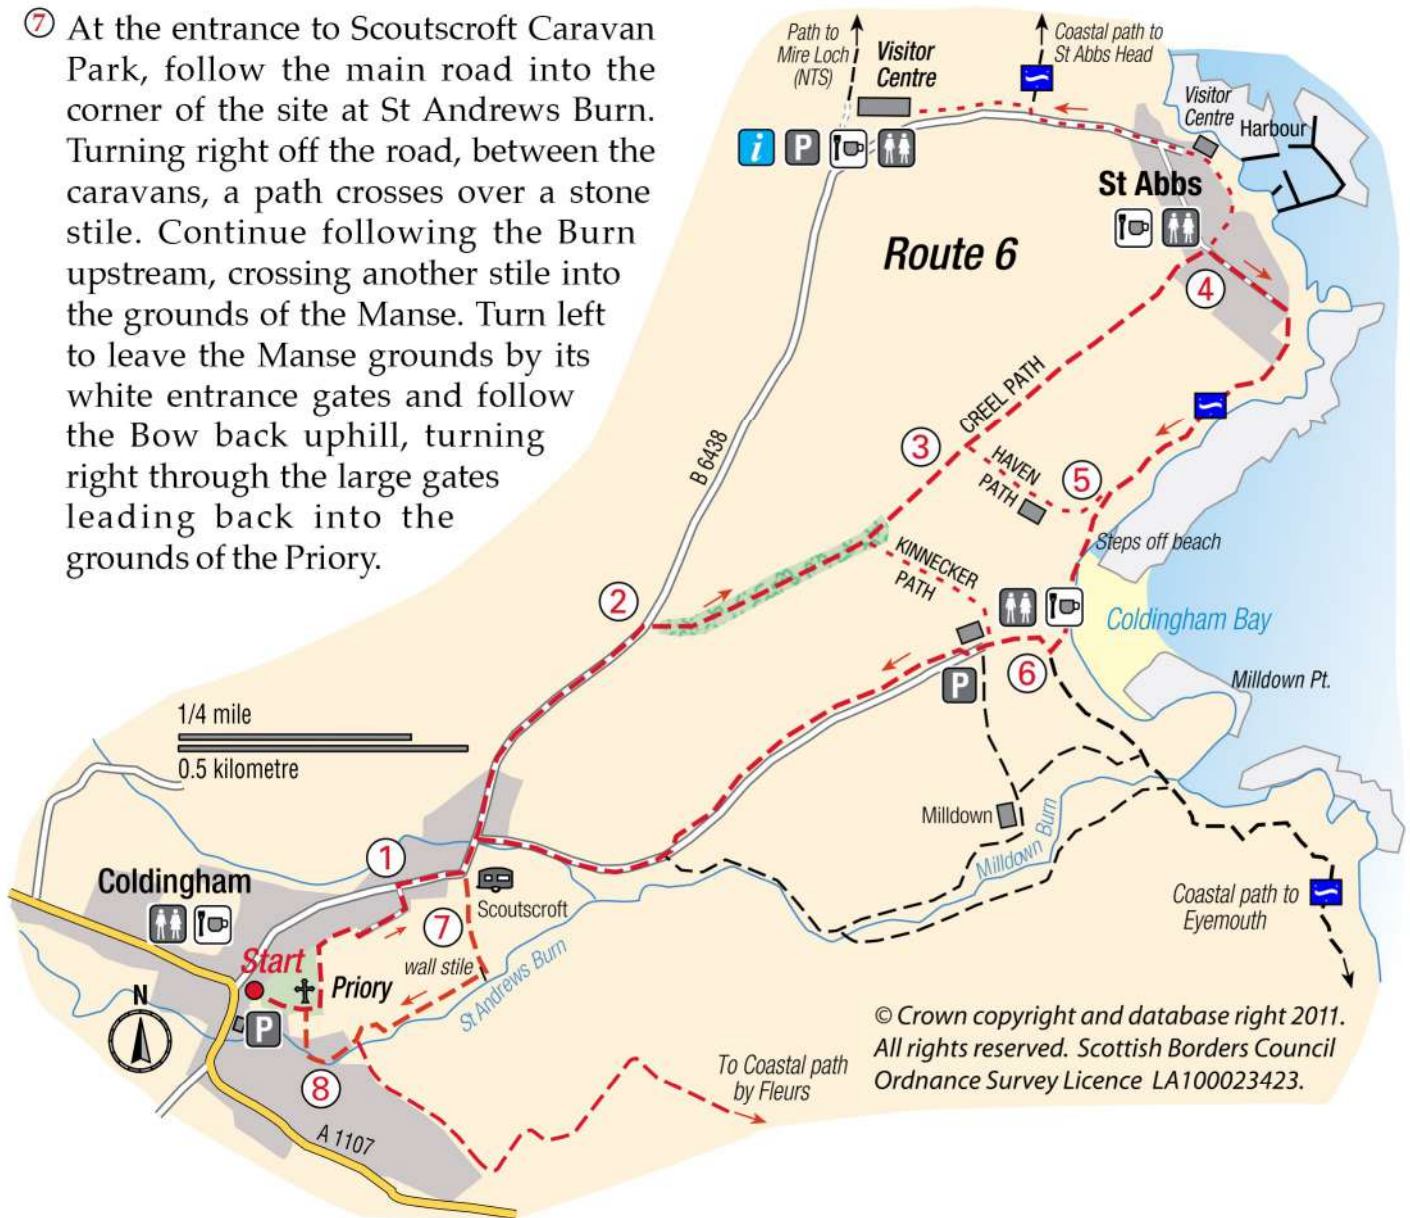 ⑦ At the entrance to Scoutscroft Caravan
Park, follow the main road into the
corner of the site at St Andrews Burn.
Turning right off the road, between the
caravans, a path crosses over a stone
stile. Continue following the Burn
upstream, crossing another stile into
the grounds of the Manse. Turn left
to leave the Manse grounds by its
white entrance gates and follow
the Bow back uphill, turning
right through the large gates
leading back into the
grounds of the Priory.
Path to
Mire Loch
(NTS)
Visitor
Centre
Coastal path to
St Abbs Head
Visitor
Centre
Harbour
i
P
St Abbs
Route 6
4
CREEL PATH
3
HAVEN
PATH
5
B 6438
Steps off beach
KINNECKER
PATH
2
Coldingham Bay
6
P
Milldown Pt.
1/4 mile
0.5 kilometre
Milldown
Milldown Burn
1
Coldingham
Scoutscroft
7
Coastal path to
Eyemouth
wall stile
St Andrews Burn
Start
Priory
N
P
8
A 1107
To Coastal path
by Fleurs
© Crown copyright and database right 2011.
All rights reserved. Scottish Borders Council
Ordnance Survey Licence LA100023423.